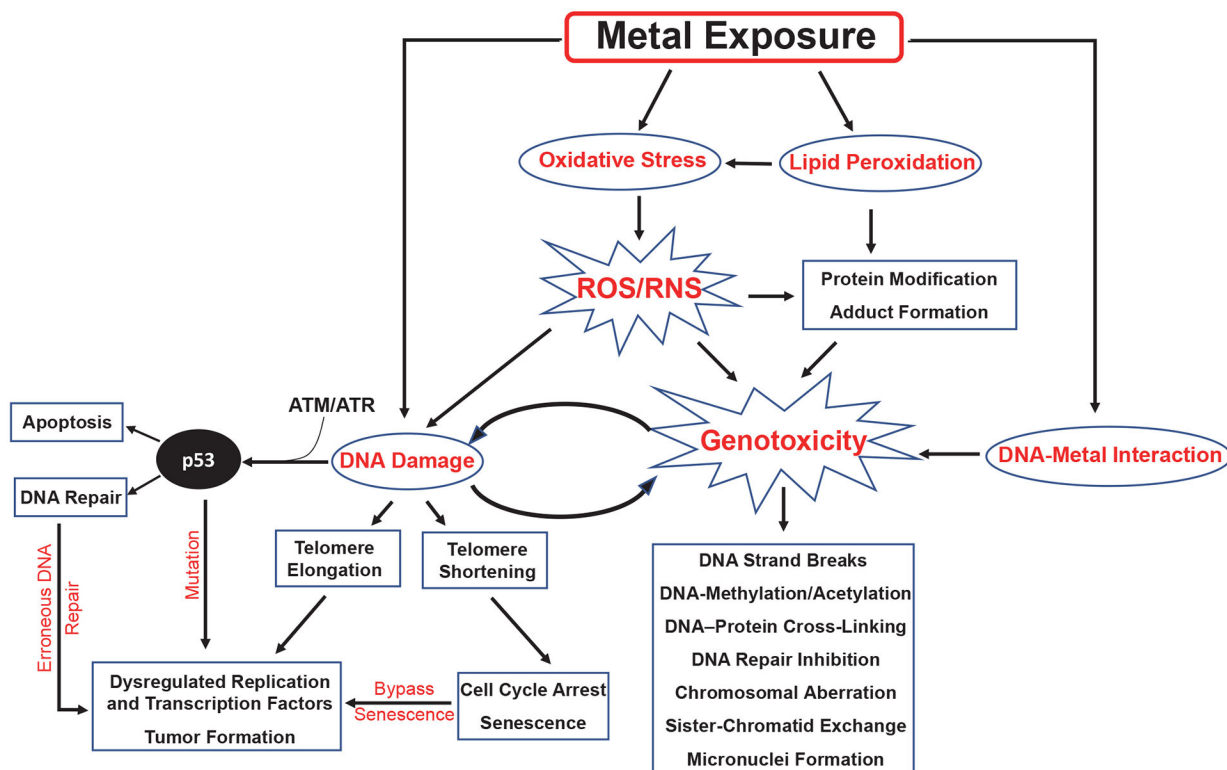 Metal Exposure
Oxidative Stress
Lipid Peroxidation
ROS/RNS
Protein Modification
Adduct Formation
ATM/ATR
Apoptosis
p53
DNA Damage
Genotoxicity
DNA-Metal Interaction
DNA Repair
Erroneous DNA
Repair
Mutation
Telomere
Elongation
Telomere
Shortening
DNA Strand Breaks
DNA-Methylation/Acetylation
DNA–Protein Cross-Linking
DNA Repair Inhibition
Chromosomal Aberration
Sister-Chromatid Exchange
Micronuclei Formation
Dysregulated Replication
and Transcription Factors
Tumor Formation
Bypass
Senescence
Cell Cycle Arrest
Senescence